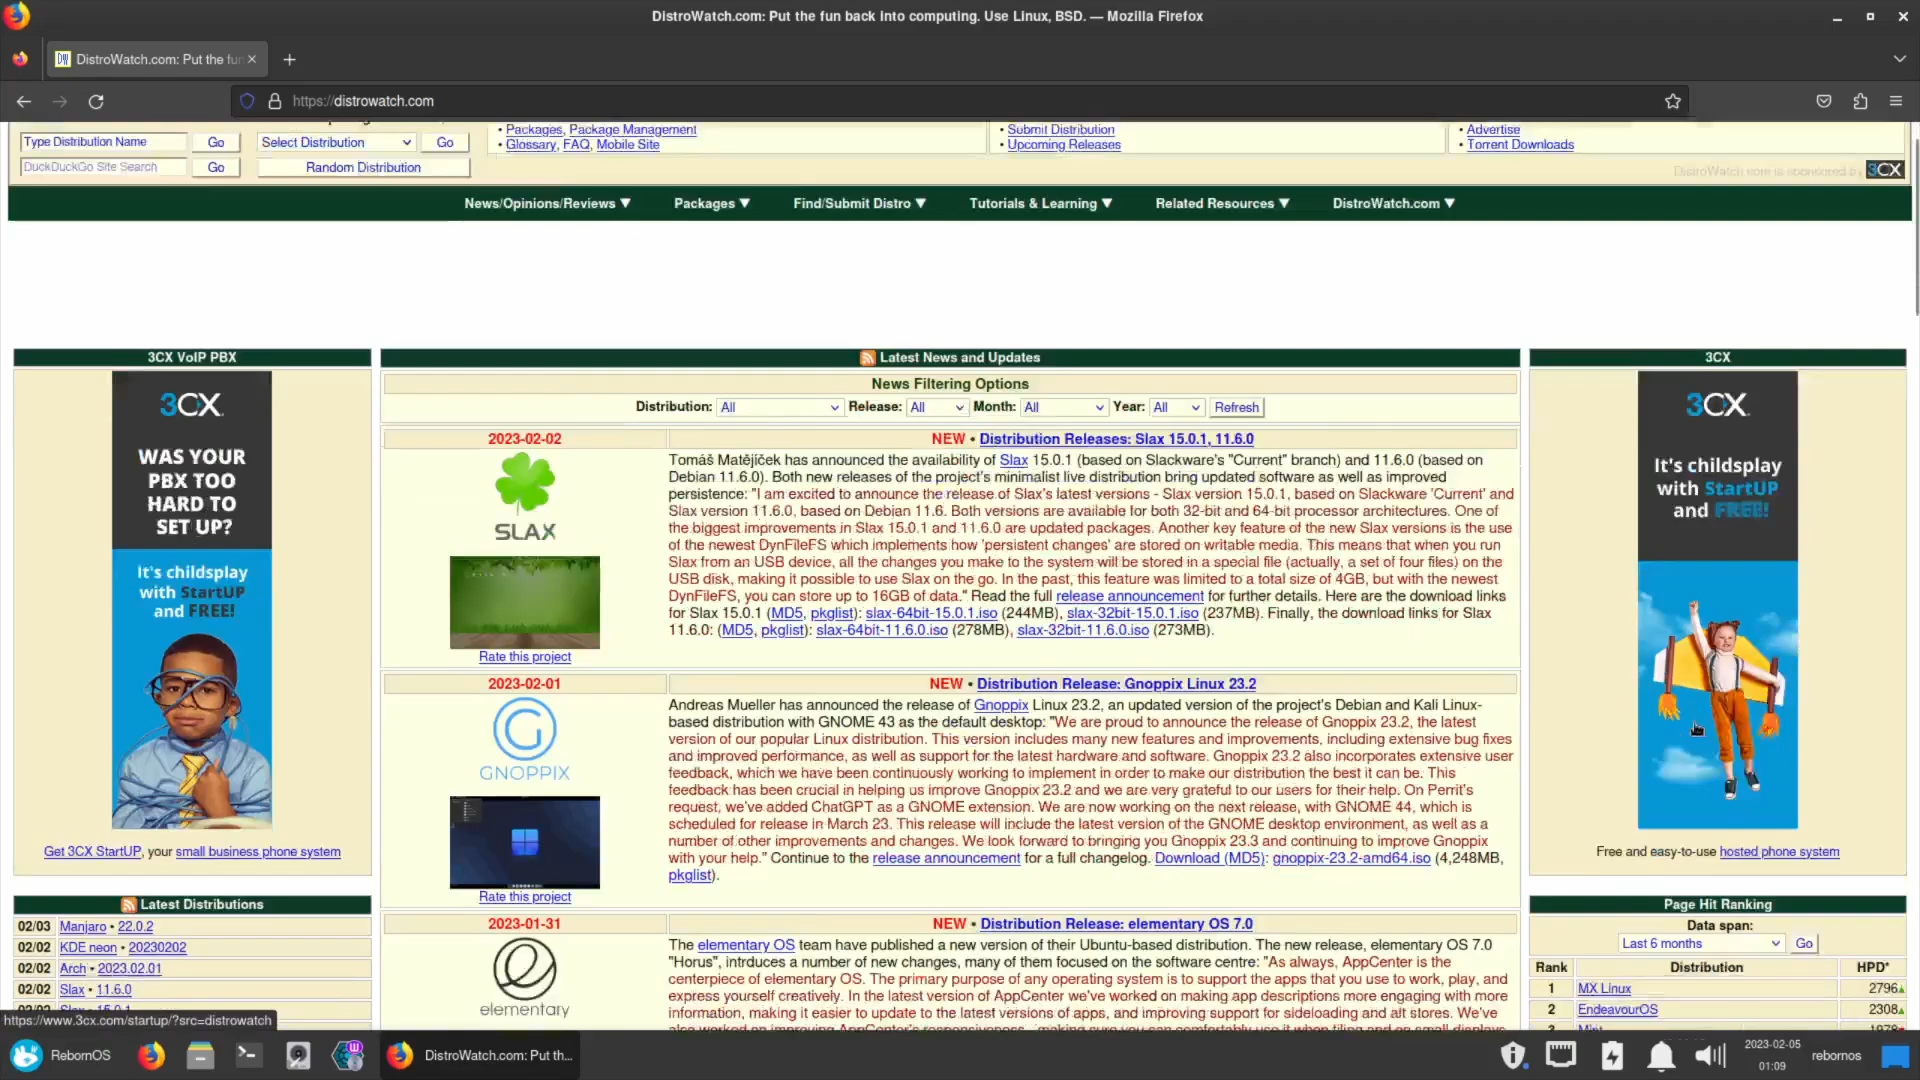 DistroWatch.com: Put the fun back into computing. Use Linux, BSD. — Mozilla Firefox
DistroWatch.com: Put the fun
https://distrowatch.com
Type Distribution Name Go Select Distribution Go
DuckDuckGo Site Search Go Random Distribution
• Packages, Package Management
• Glossary, FAQ, Mobile Site
• Submit Distribution
• Upcoming Releases
• Advertise
• Torrent Downloads
DistroWatch.com is sponsored by 3CX
News/Opinions/Reviews ▼ Packages ▼ Find/Submit Distro ▼ Tutorials & Learning ▼ Related Resources ▼ DistroWatch.com ▼
3CX VoIP PBX
3CX
WAS YOUR
PBX TOO
HARD TO
SET UP?
It's childsplay
with StartUP
and FREE!
Get 3CX StartUP, your small business phone system
Latest Distributions
02/03 Manjaro • 22.0.2
02/02 KDE neon • 20230202
02/02 Arch • 2023.02.01
02/02 Slax • 11.6.0
02/02 Slax • 15.0.1
Latest News and Updates
News Filtering Options
Distribution: All Release: All Month: All Year: All Refresh
2023-02-02
NEW • Distribution Releases: Slax 15.0.1, 11.6.0
SLAX
Rate this project
Tomáš Matějíček has announced the availability of Slax 15.0.1 (based on Slackware's "Current" branch) and 11.6.0 (based on
Debian 11.6.0). Both new releases of the project's minimalist live distribution bring updated software as well as improved
persistence: "I am excited to announce the release of Slax's latest versions - Slax version 15.0.1, based on Slackware 'Current' and
Slax version 11.6.0, based on Debian 11.6. Both versions are available for both 32-bit and 64-bit processor architectures. One of
the biggest improvements in Slax 15.0.1 and 11.6.0 are updated packages. Another key feature of the new Slax versions is the use
of the newest DynFileFS which implements how 'persistent changes' are stored on writable media. This means that when you run
Slax from an USB device, all the changes you make to the system will be stored in a special file (actually, a set of four files) on the
USB disk, making it possible to use Slax on the go. In the past, this feature was limited to a total size of 4GB, but with the newest
DynFileFS, you can store up to 16GB of data." Read the full release announcement for further details. Here are the download links
for Slax 15.0.1 (MD5, pkglist): slax-64bit-15.0.1.iso (244MB), slax-32bit-15.0.1.iso (237MB). Finally, the download links for Slax
11.6.0: (MD5, pkglist): slax-64bit-11.6.0.iso (278MB), slax-32bit-11.6.0.iso (273MB).
2023-02-01
NEW • Distribution Release: Gnoppix Linux 23.2
GNOPPIX
Rate this project
Andreas Mueller has announced the release of Gnoppix Linux 23.2, an updated version of the project's Debian and Kali Linux-
based distribution with GNOME 43 as the default desktop: "We are proud to announce the release of Gnoppix 23.2, the latest
version of our popular Linux distribution. This version includes many new features and improvements, including extensive bug fixes
and improved performance, as well as support for the latest hardware and software. Gnoppix 23.2 also incorporates extensive user
feedback, which we have been continuously working to implement in order to make our distribution the best it can be. This
feedback has been crucial in helping us improve Gnoppix 23.2 and we are very grateful to our users for their help. On Perrit's
request, we've added ChatGPT as a GNOME extension. We are now working on the next release, with GNOME 44, which is
scheduled for release in March 23. This release will include the latest version of the GNOME desktop environment, as well as a
number of other improvements and changes. We look forward to bringing you Gnoppix 23.3 and continuing to improve Gnoppix
with your help." Continue to the release announcement for a full changelog. Download (MD5): gnoppix-23.2-amd64.iso (4,248MB,
pkglist).
2023-01-31
NEW • Distribution Release: elementary OS 7.0
elementary
The elementary OS team have published a new version of their Ubuntu-based distribution. The new release, elementary OS 7.0
"Horus", intrduces a number of new changes, many of them focused on the software centre: "As always, AppCenter is the
centerpiece of elementary OS. The primary purpose of any operating system is to support the apps that you use to work, play, and
express yourself creatively. In the latest version of AppCenter we've worked on making app descriptions more engaging with more
information, making it easier to update to the latest versions of apps, and improving support for sideloading and alt stores. We've
also worked on improving AppCenter's responsiveness
3CX
3CX
It's childsplay
with StartUP
and FREE!
Free and easy-to-use hosted phone system
Page Hit Ranking
Data span:
Last 6 months Go
Rank Distribution HPD*
1 MX Linux 2796
2 EndeavourOS 2308
3 Mint 1978
https://www.3cx.com/startup/?src=distrowatch
RebornOS
DistroWatch.com: Put th...
2023-02-05
01:09
rebornos